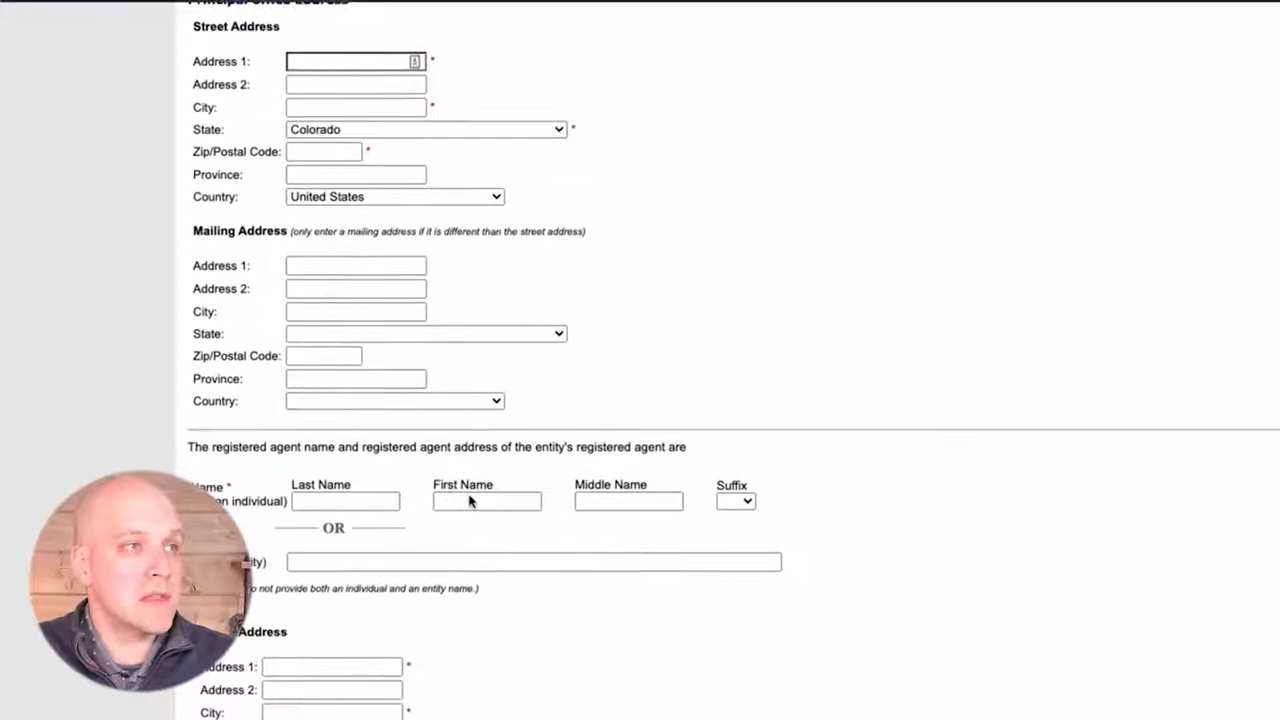 Principal office address
Street Address
Address 1: *
Address 2:
City: *
State: Colorado *
Zip/Postal Code: *
Province:
Country: United States
Mailing Address (only enter a mailing address if it is different than the street address)
Address 1:
Address 2:
City:
State:
Zip/Postal Code:
Province:
Country:
The registered agent name and registered agent address of the entity's registered agent are
Last Name First Name Middle Name Suffix
*
an individual)
OR
not provide both an individual and an entity name.)
Address
1: *
Address 2:
City: *